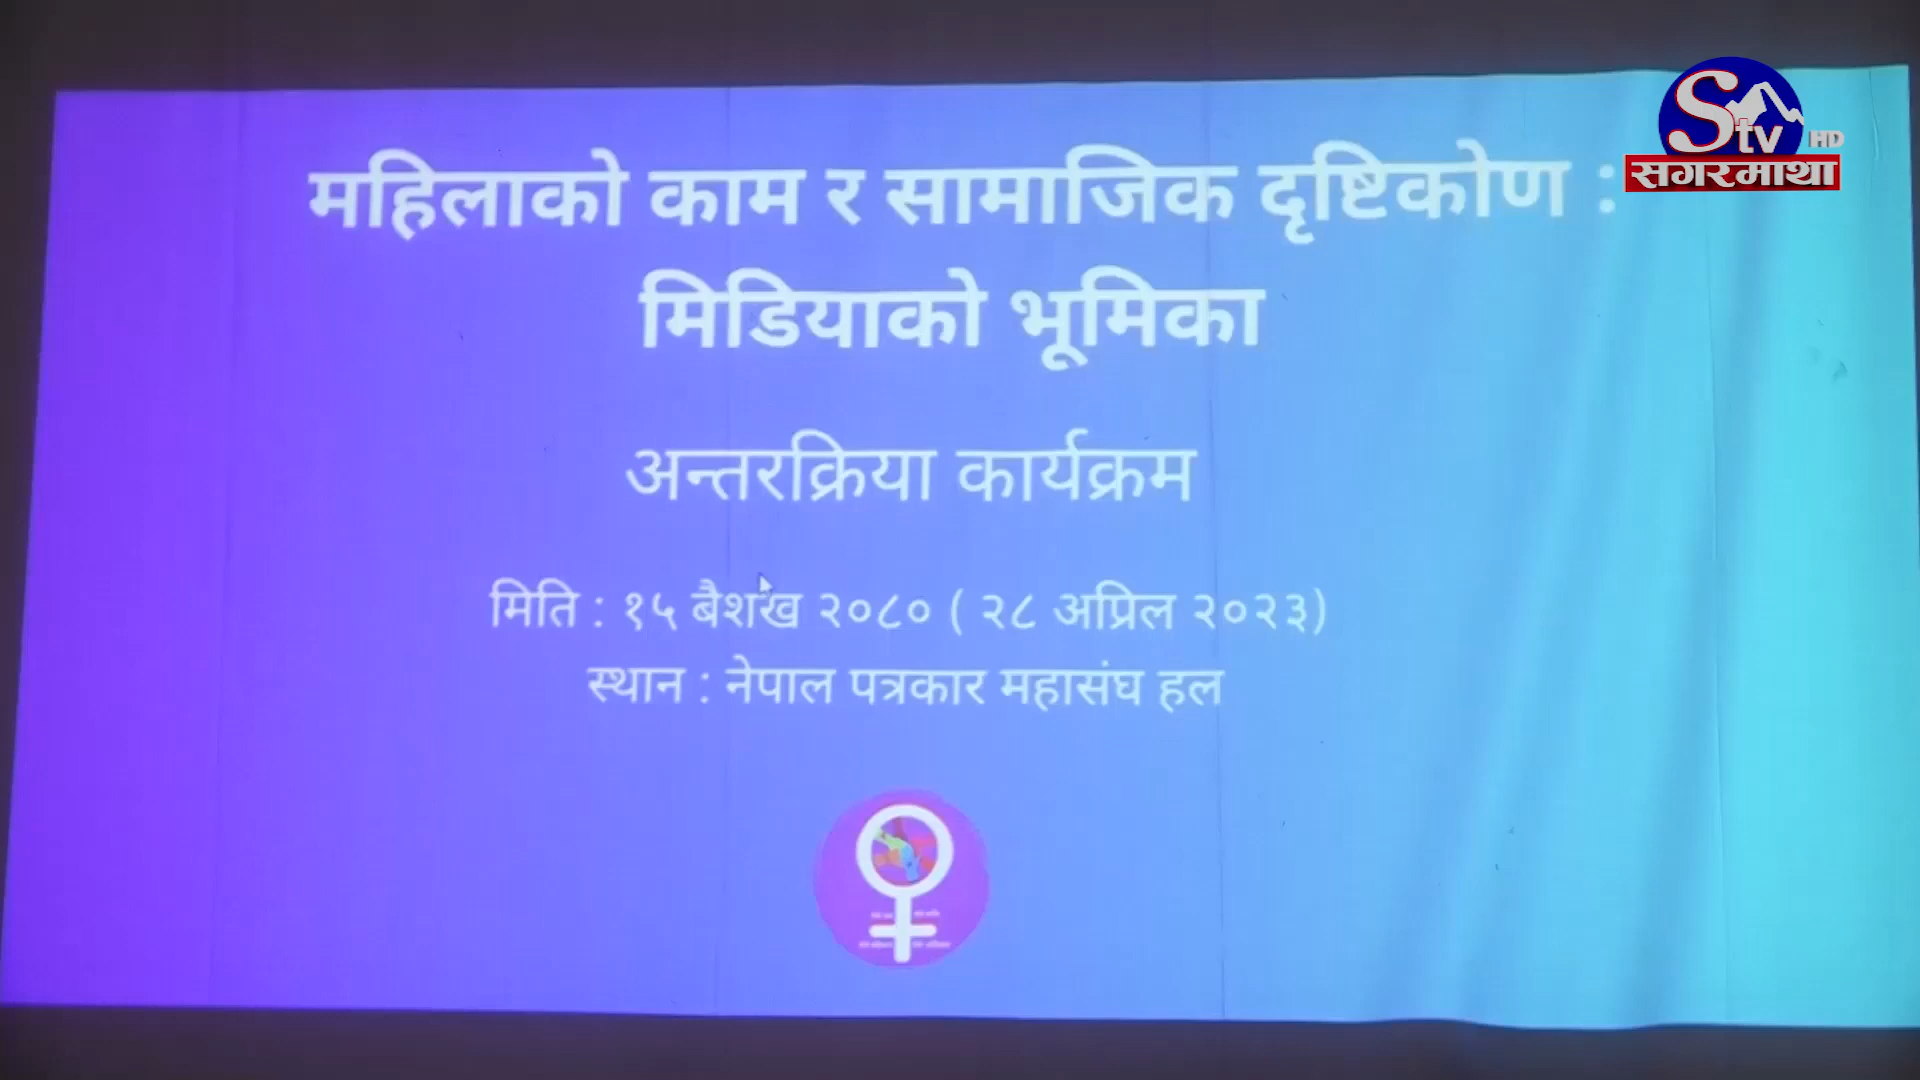 STV HD
सगरमाथा
महिलाको काम र सामाजिक दृष्टिकोण :
मिडियाको भूमिका
अन्तरक्रिया कार्यक्रम
मिति : १५ बैशख २०८० ( २८ अप्रिल २०२३)
स्थान : नेपाल पत्रकार महासंघ हल